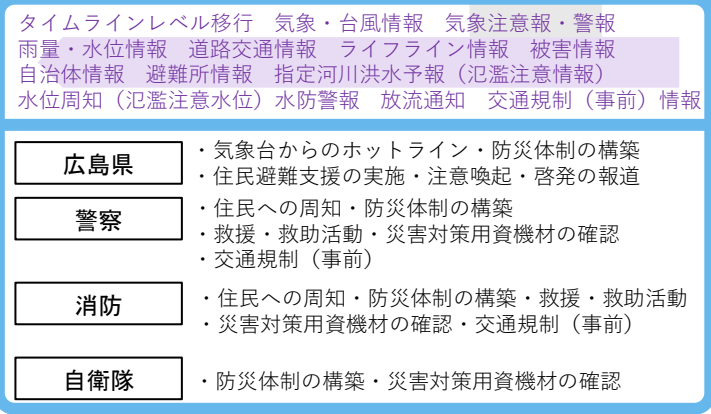 タイムラインレベル移行　気象・台風情報　気象注意報・警報
雨量・水位情報　道路交通情報　ライフライン情報　被害情報
自治体情報　避難所情報　指定河川洪水予報（氾濫注意情報）
水位周知（氾濫注意水位）水防警報　放流通知　交通規制（事前）情報
広島県
・気象台からのホットライン・防災体制の構築
・住民避難支援の実施・注意喚起・啓発の報道
警察
・住民への周知・防災体制の構築
・救援・救助活動・災害対策用資機材の確認
・交通規制（事前）
消防
・住民への周知・防災体制の構築・救援・救助活動
・災害対策用資機材の確認・交通規制（事前）
自衛隊
・防災体制の構築・災害対策用資機材の確認